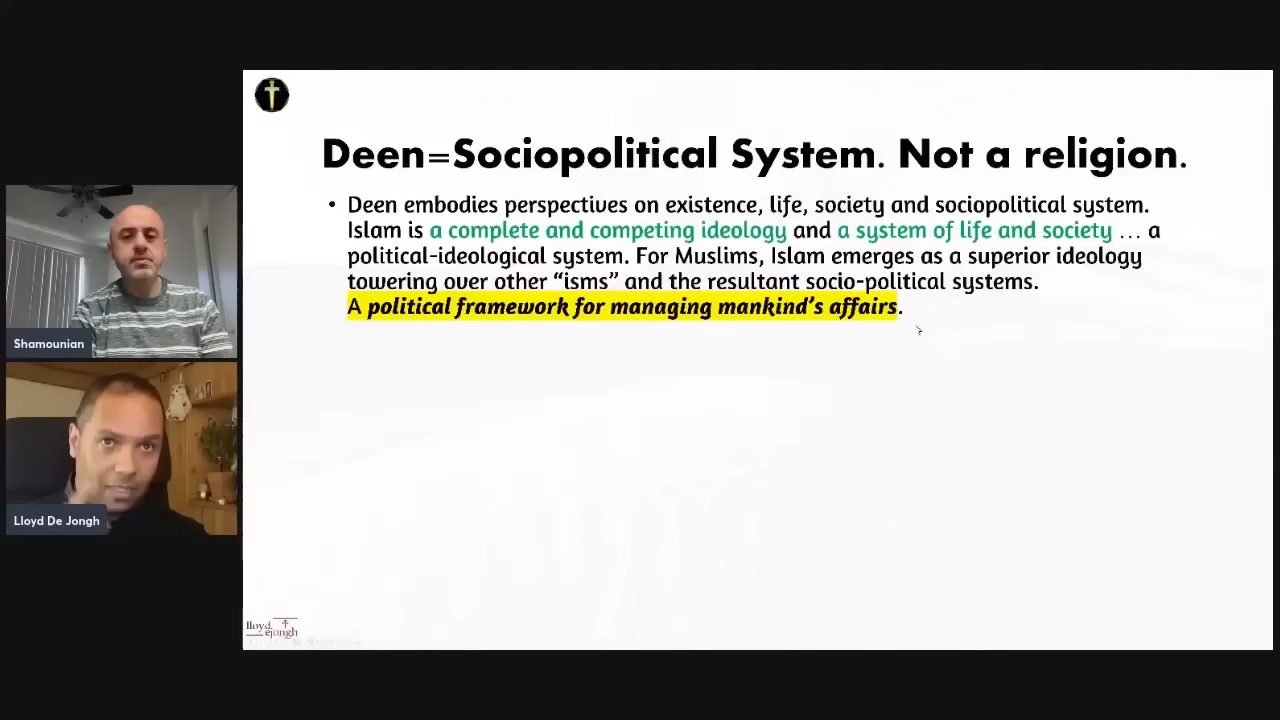 Deen=Sociopolitical System. Not a religion.
• Deen embodies perspectives on existence, life, society and sociopolitical system.
Islam is a complete and competing ideology and a system of life and society … a
political-ideological system. For Muslims, Islam emerges as a superior ideology
towering over other “isms” and the resultant socio-political systems.
A political framework for managing mankind’s affairs.
Shamounian
Lloyd De Jongh
lloyd
ejongh